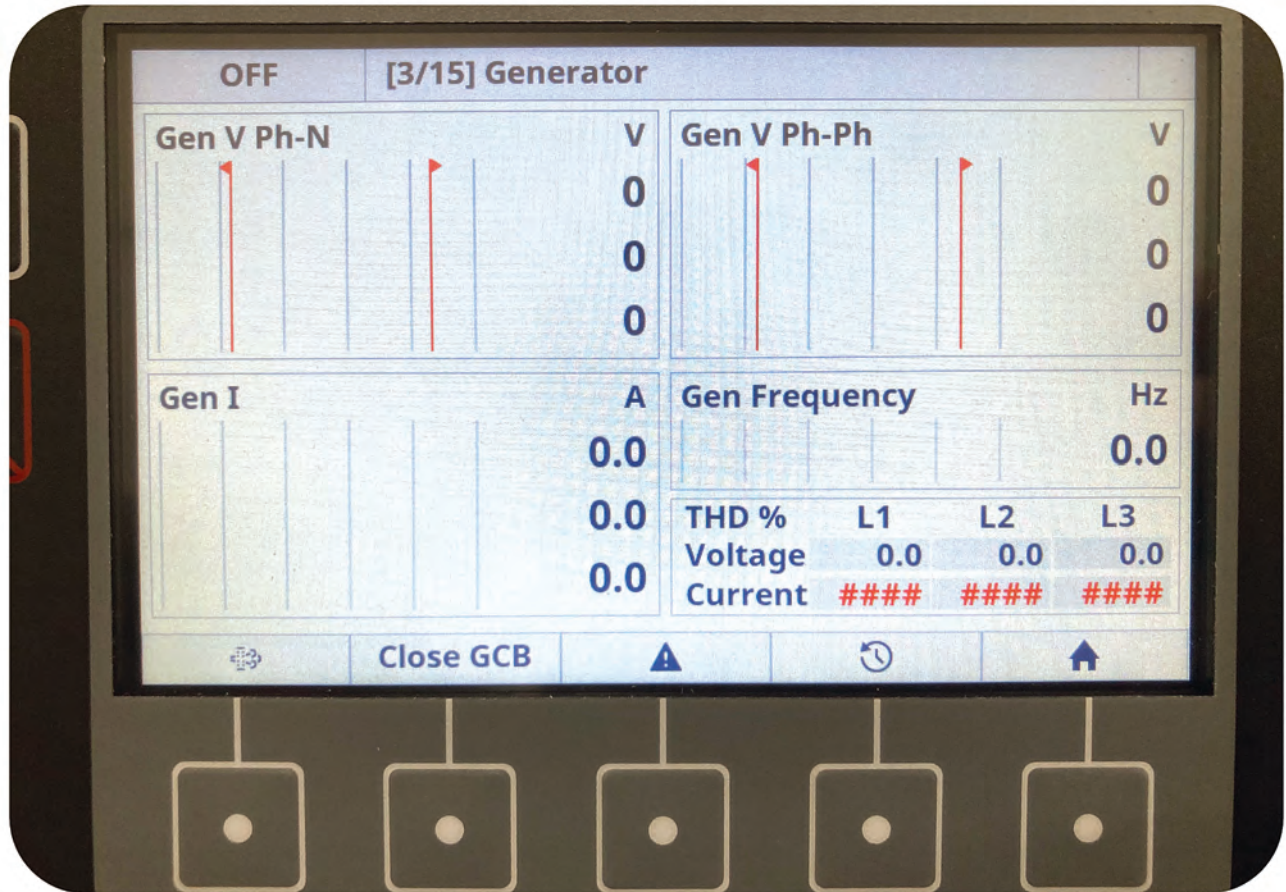 OFF [3/15] Generator
Gen V Ph-N V
0
0
0
Gen V Ph-Ph V
0
0
0
Gen I A
0.0
0.0
0.0
Gen Frequency Hz
0.0
THD % L1 L2 L3
Voltage 0.0 0.0 0.0
Current #### #### ####
Close GCB